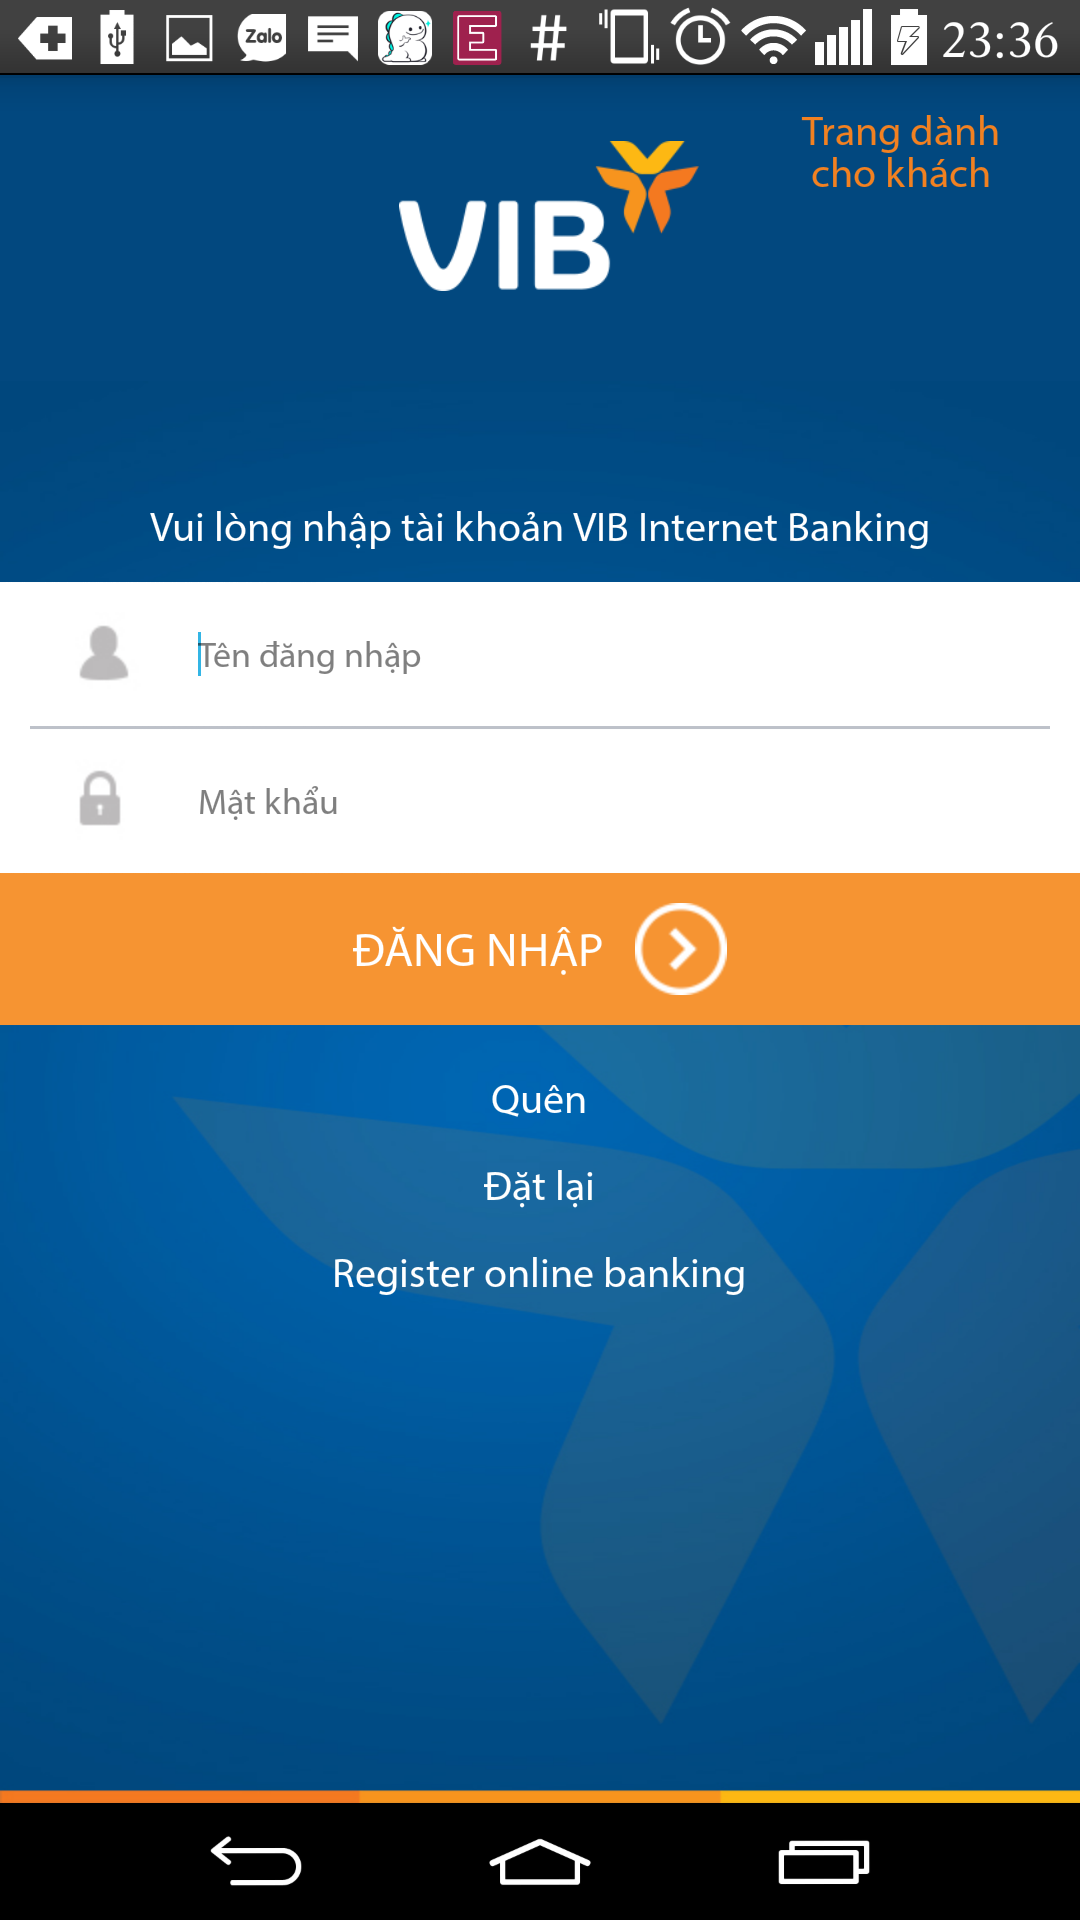 Zalo E # 23:36
Trang dành
cho khách
VIB
Vui lòng nhập tài khoản VIB Internet Banking
Tên đăng nhập
Mật khẩu
ĐĂNG NHẬP
Quên
Đặt lại
Register online banking